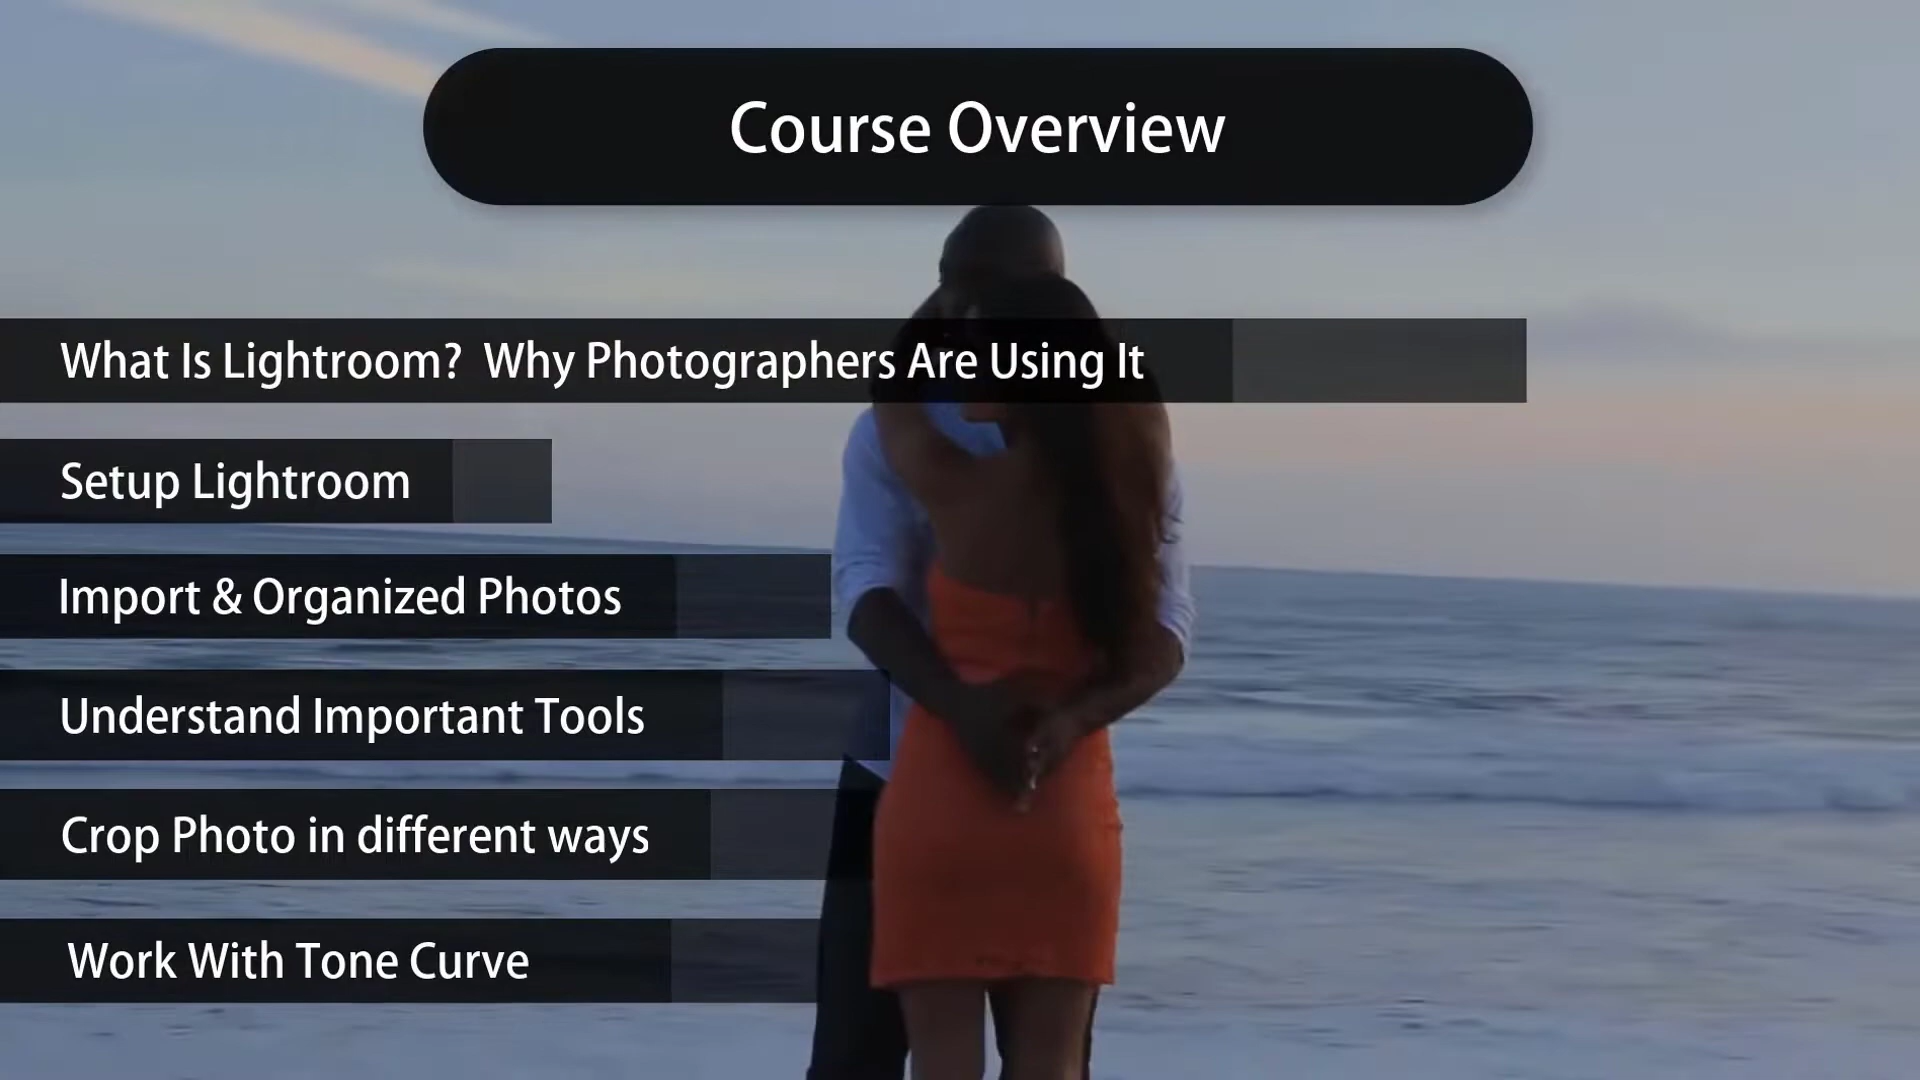 Course Overview
What Is Lightroom? Why Photographers Are Using It
Setup Lightroom
Import & Organized Photos
Understand Important Tools
Crop Photo in different ways
Work With Tone Curve